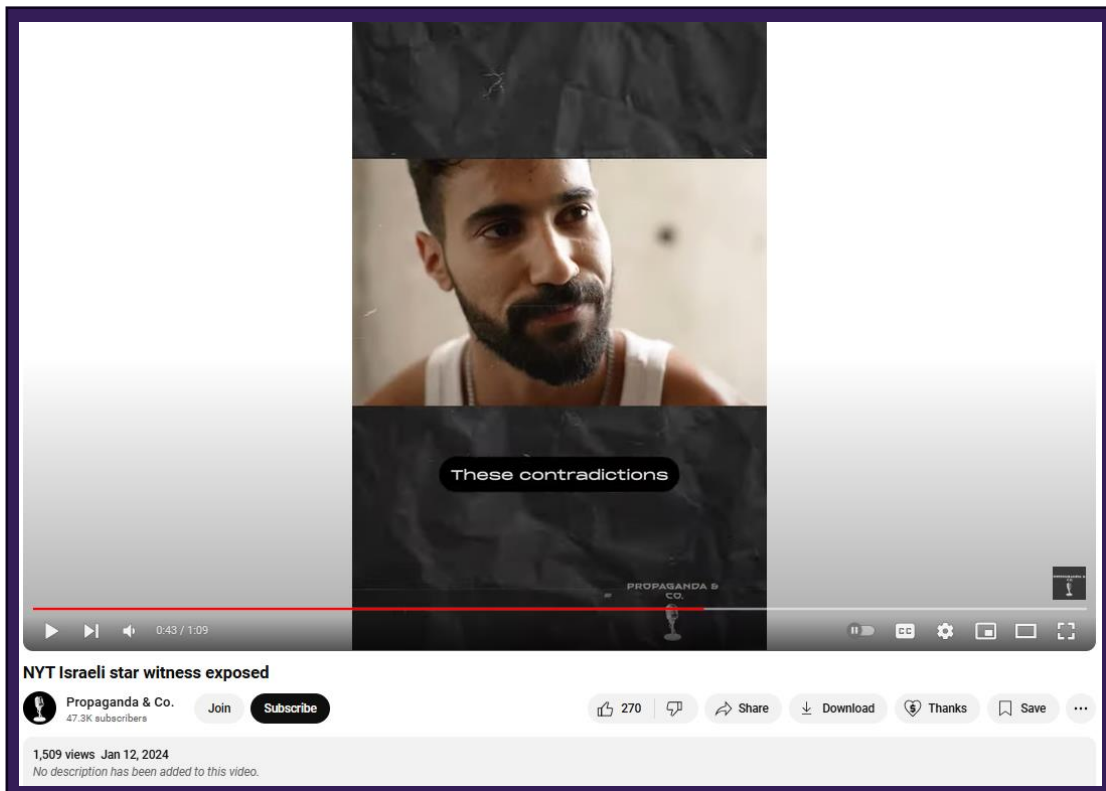 These contradictions
PROPAGANDA &
CO.
0:43 / 1:09
CC
NYT Israeli star witness exposed
Propaganda & Co.
47.3K subscribers
Join
Subscribe
270
Share
Download
Thanks
Save
1,509 views Jan 12, 2024
No description has been added to this video.